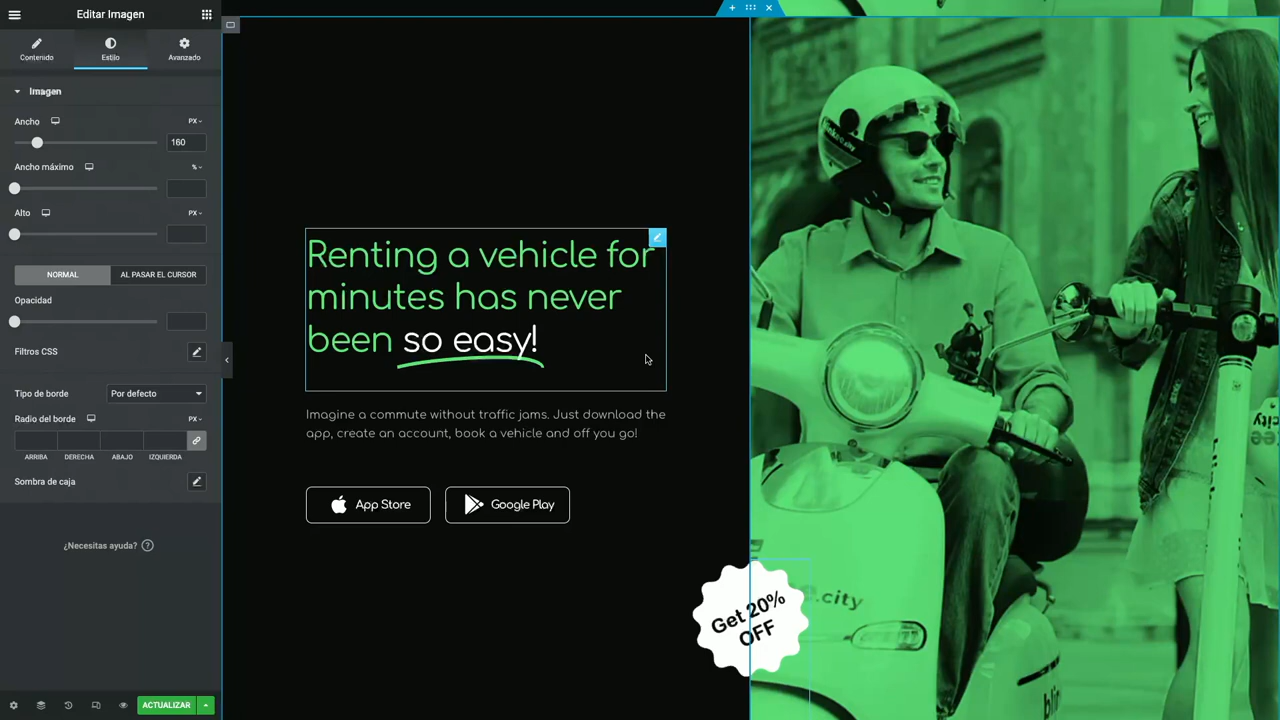 Editar Imagen
Contenido
Estilo
Avanzado
Imagen
Ancho
PX
160
Ancho máximo
%
Alto
PX
NORMAL
AL PASAR EL CURSOR
Opacidad
Filtros CSS
Tipo de borde
Por defecto
Radio del borde
PX
ARRIBA
DERECHA
ABAJO
IZQUIERDA
Sombra de caja
¿Necesitas ayuda? ?
ACTUALIZAR
Renting a vehicle for
minutes has never
been so easy!
Imagine a commute without traffic jams. Just download the
app, create an account, book a vehicle and off you go!
App Store
Google Play
Get 20%
OFF
.city